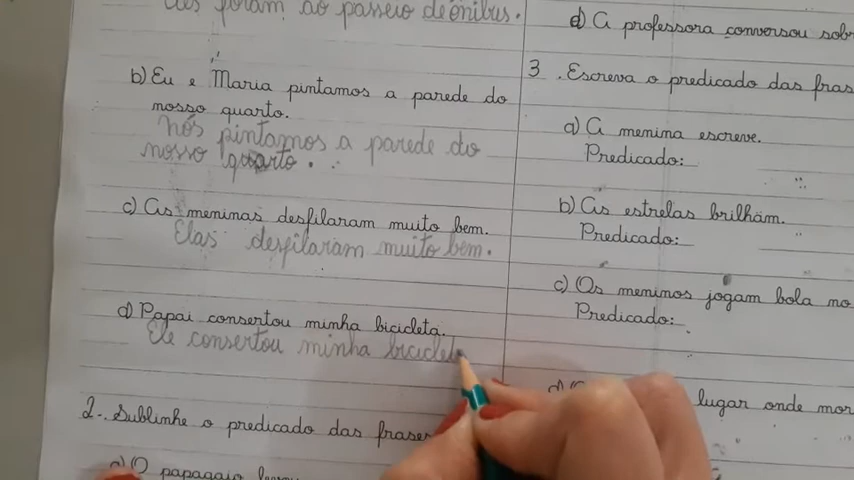 Eles foram ao passeio de ônibus.
b) Eu e Maria pintamos a parede do
nosso quarto.
Nós pintamos a parede do
nosso quarto.
c) As meninas desfilaram muito bem.
Elas desfilaram muito bem.
d) Papai consertou minha bicicleta.
Ele consertou minha biciclet
2-. Sublinhe o predicado das frases
a) O papagaio
d) A professora conversou sob
3. Escreva o predicado das fras
a) A menina escreve.
Predicado:
b) As estrelas brilham.
Predicado:
c) Os meninos jogam bola no
Predicado:
d) lugar onde mor